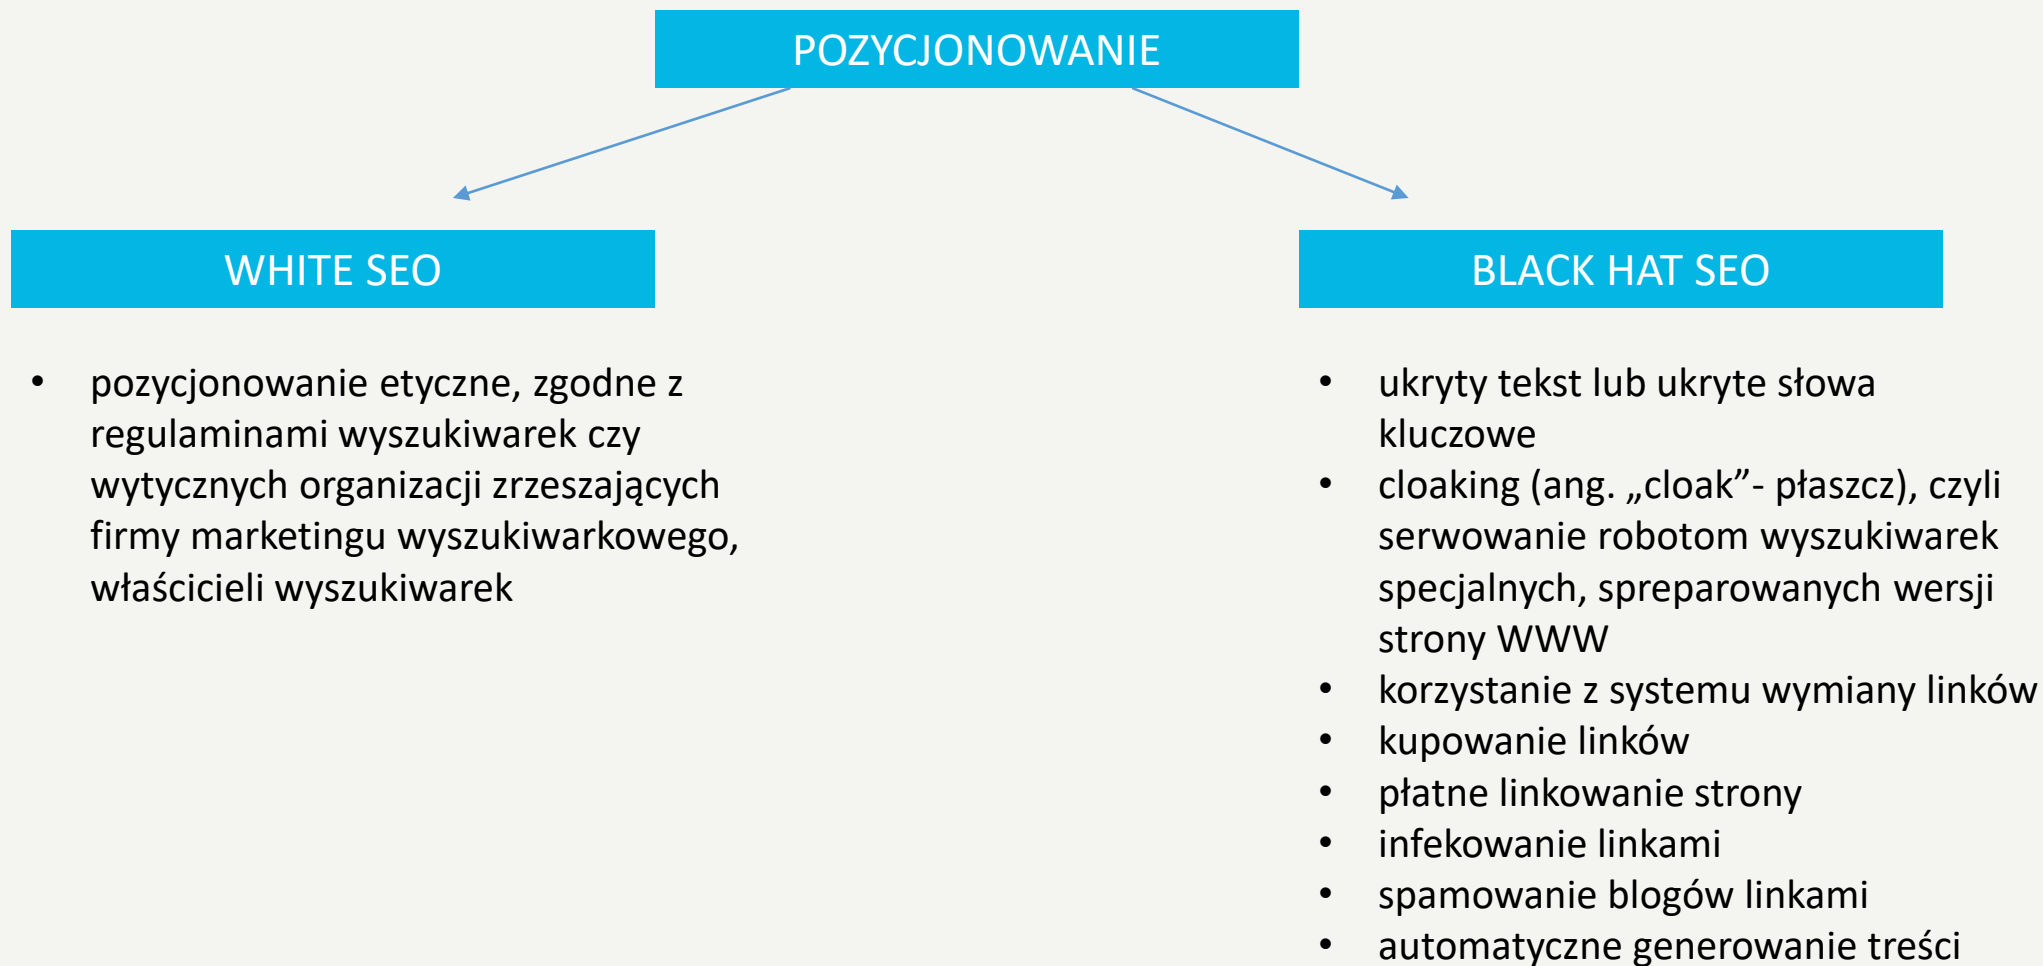 POZYCJONOWANIE
WHITE SEO
• pozycjonowanie etyczne, zgodne z
regulaminami wyszukiwarek czy
wytycznych organizacji zrzeszających
firmy marketingu wyszukiwarkowego,
właścicieli wyszukiwarek
BLACK HAT SEO
• ukryty tekst lub ukryte słowa
kluczowe
• cloaking (ang. „cloak”- płaszcz), czyli
serwowanie robotom wyszukiwarek
specjalnych, spreparowanych wersji
strony WWW
• korzystanie z systemu wymiany linków
• kupowanie linków
• płatne linkowanie strony
• infekowanie linkami
• spamowanie blogów linkami
• automatyczne generowanie treści